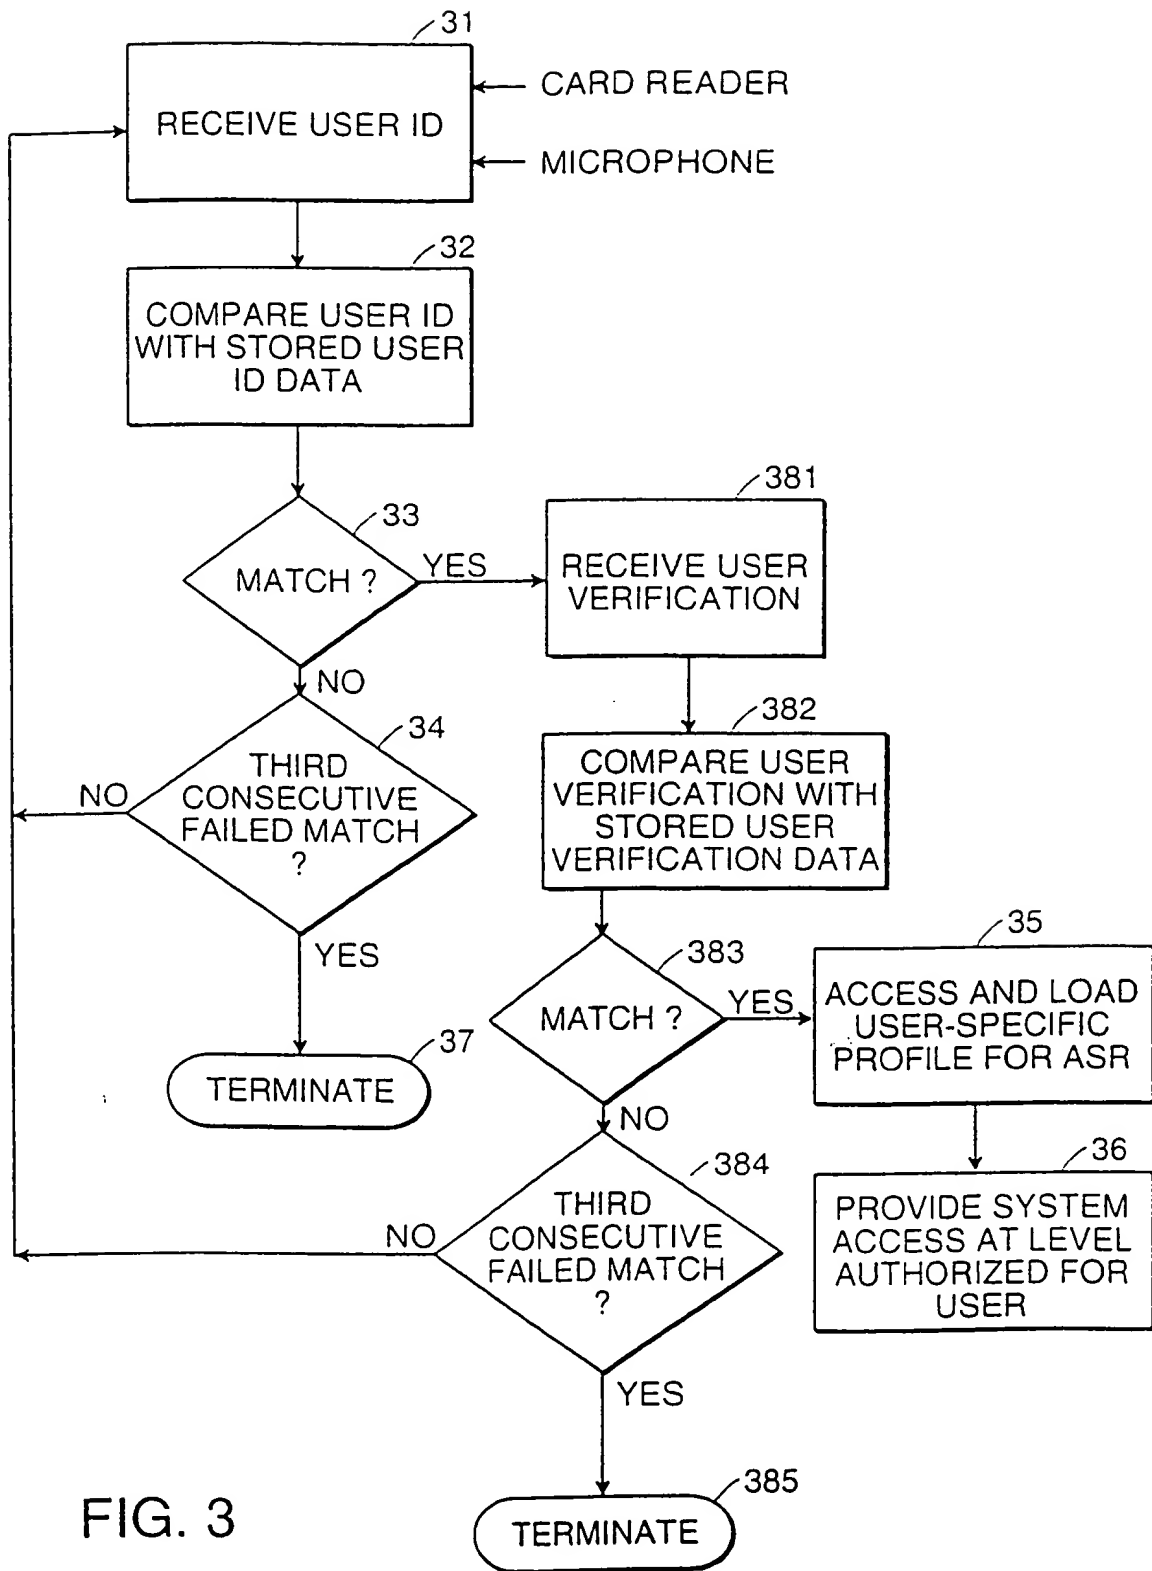 31
CARD READER
RECEIVE USER ID
MICROPHONE
32
COMPARE USER ID
WITH STORED USER
ID DATA
381
33
MATCH ?
YES
RECEIVE USER
VERIFICATION
NO
382
34
THIRD
CONSECUTIVE
FAILED MATCH
?
NO
COMPARE USER
VERIFICATION WITH
STORED USER
VERIFICATION DATA
YES
35
383
MATCH ?
YES
ACCESS AND LOAD
USER-SPECIFIC
PROFILE FOR ASR
37
TERMINATE
NO
384
36
THIRD
CONSECUTIVE
FAILED MATCH
?
NO
PROVIDE SYSTEM
ACCESS AT LEVEL
AUTHORIZED FOR
USER
YES
385
TERMINATE
FIG. 3